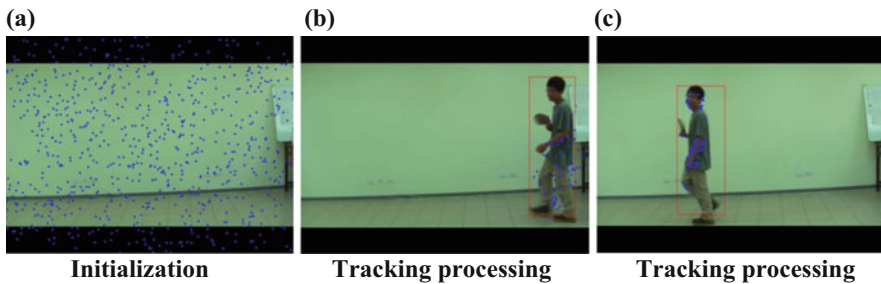 (a) (b) (c)
Initialization Tracking processing Tracking processing